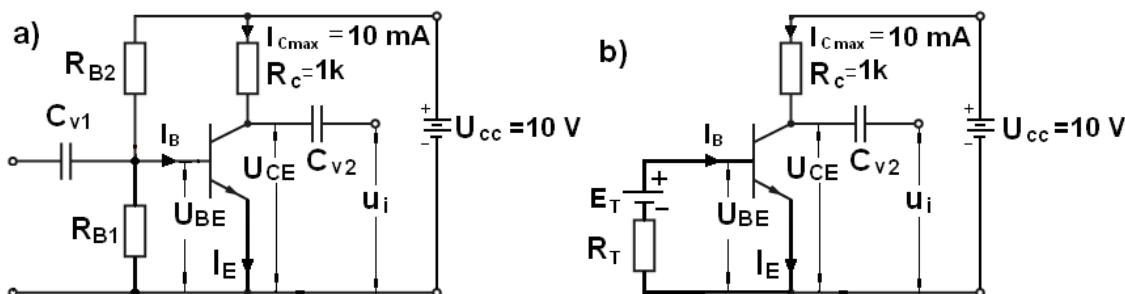 a)
I_Cmax = 10 mA
R_B2
R_c=1k
C_v1
I_B
+
−
U_cc = 10 V
U_CE
C_v2
U_BE
u_i
R_B1
I_E
b)
I_Cmax = 10 mA
R_c=1k
I_B
+
−
U_cc = 10 V
U_CE
C_v2
E_T
+
−
U_BE
u_i
R_T
I_E